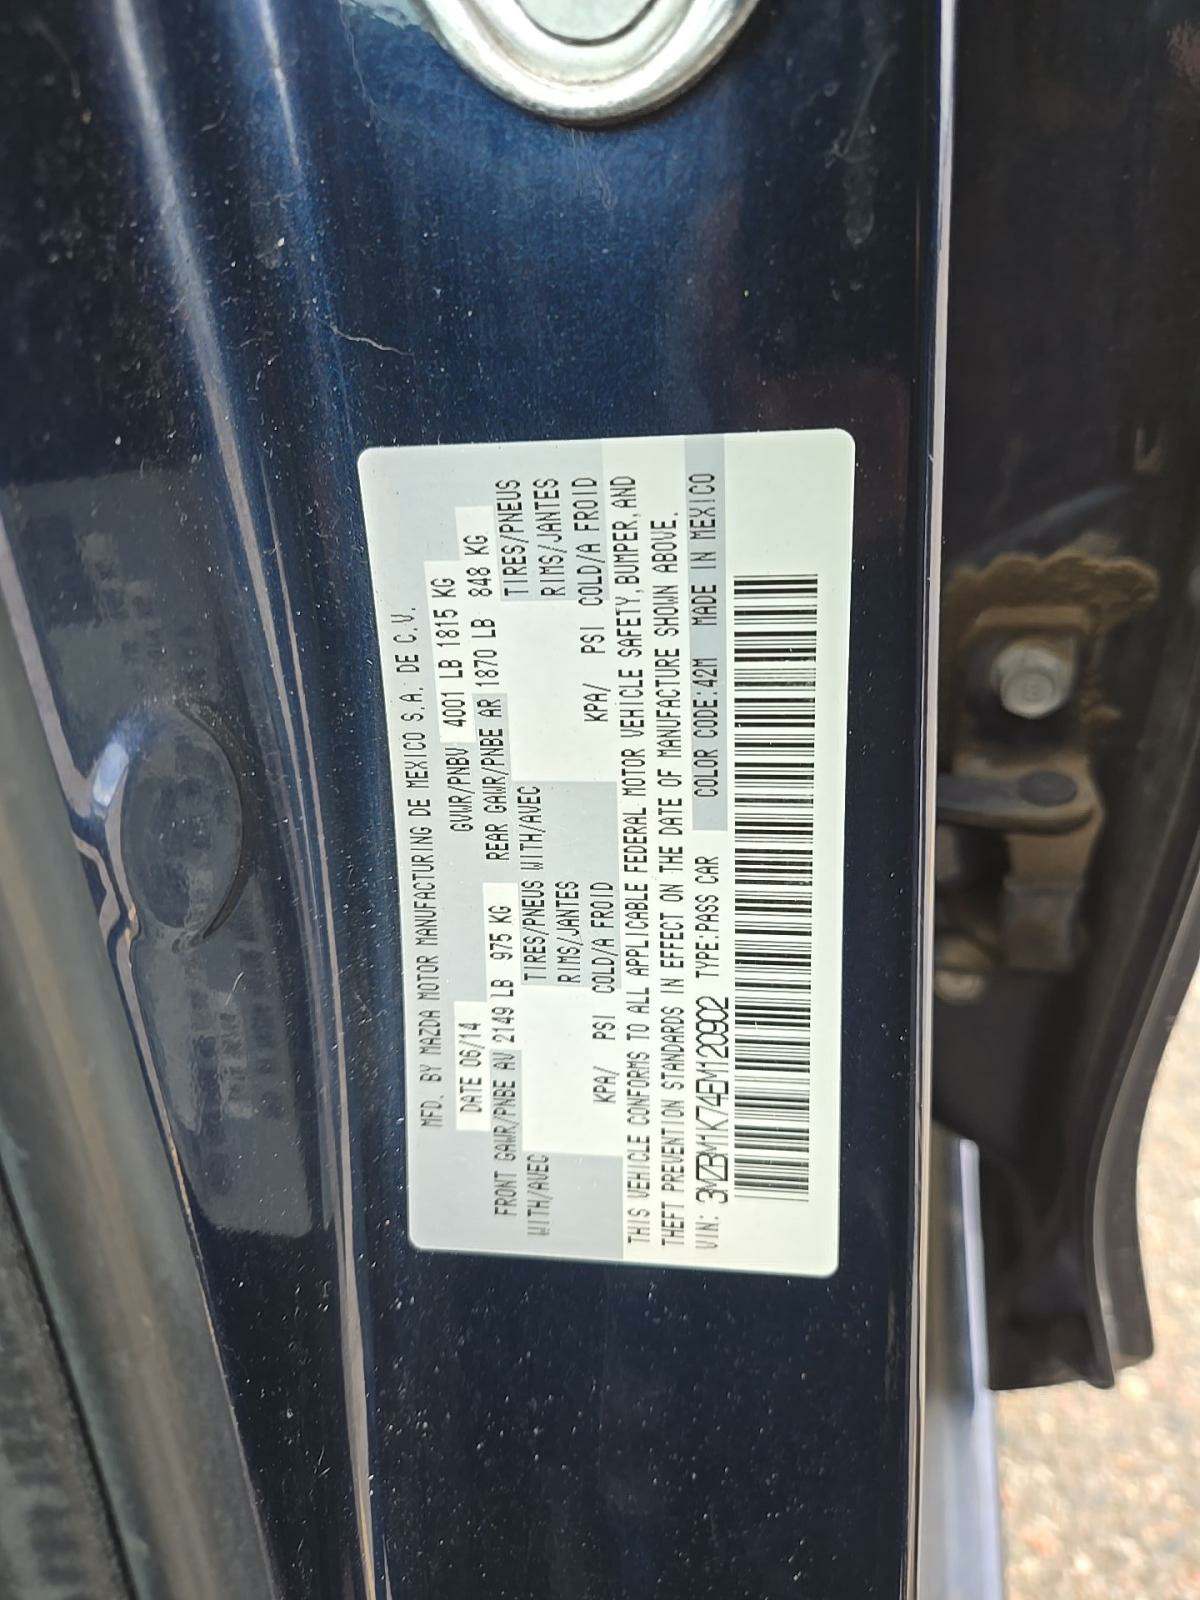 MFD. BY MAZDA MOTOR MANUFACTURING DE MEXICO S.A. DE C.V.
DATE 06/14 GVWR/PNBV 4001 LB 1815 KG
FRONT GAWR/PNBE AV 2149 LB 975 KG REAR GAWR/PNBE AR 1870 LB 848 KG
WITH/AVEC TIRES/PNEUS WITH/AVEC TIRES/PNEUS
RIMS/JANTES RIMS/JANTES
KPA/ PSI COLD/A FROID KPA/ PSI COLD/A FROID
THIS VEHICLE CONFORMS TO ALL APPLICABLE FEDERAL MOTOR VEHICLE SAFETY, BUMPER, AND
THEFT PREVENTION STANDARDS IN EFFECT ON THE DATE OF MANUFACTURE SHOWN ABOVE.
VIN: 3MZBM1K74EM120902 TYPE:PASS CAR COLOR CODE:42M MADE IN MEXICO